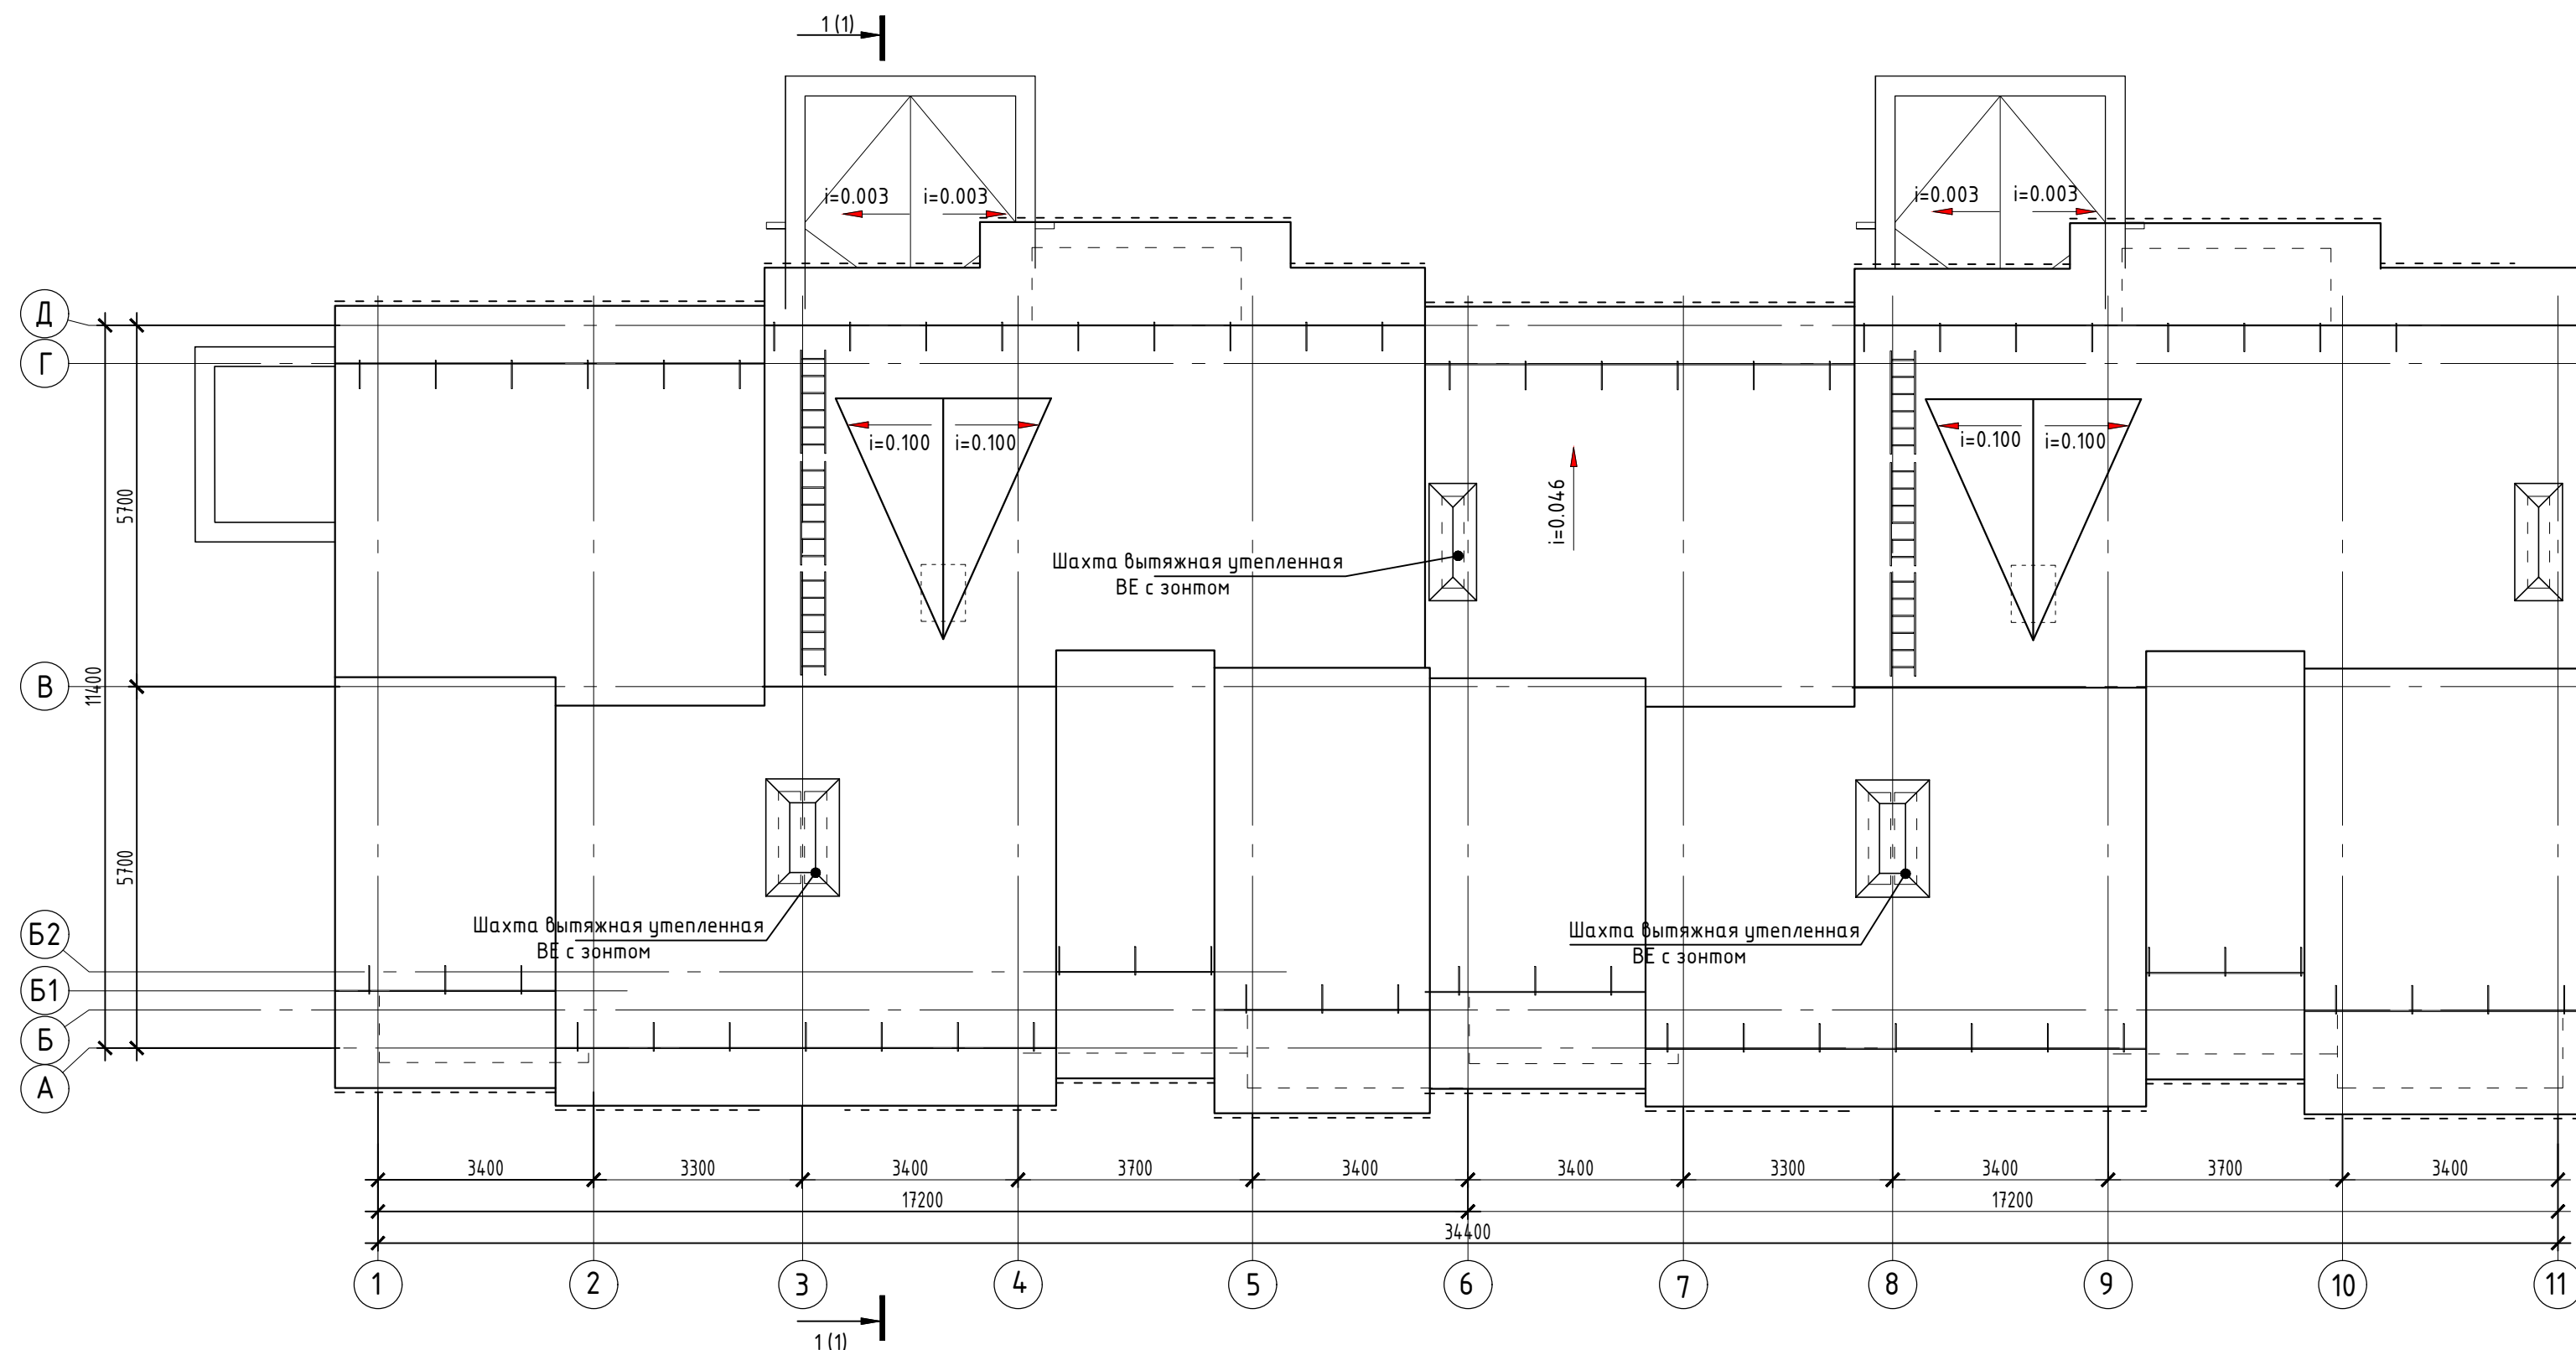 1 (1)
i=0.003
i=0.003
i=0.003
i=0.003
Д
Г
i=0.100
i=0.100
i=0.100
i=0.100
5700
i=0.046
Шахта вытяжная утепленная
ВЕ с зонтом
В
11400
5700
Шахта вытяжная утепленная
ВЕ с зонтом
Шахта вытяжная утепленная
ВЕ с зонтом
Б2
Б1
Б
А
3400
3300
3400
3700
3400
3400
3300
3400
3700
3400
17200
17200
34400
1
2
3
4
5
6
7
8
9
10
11
1 (1)